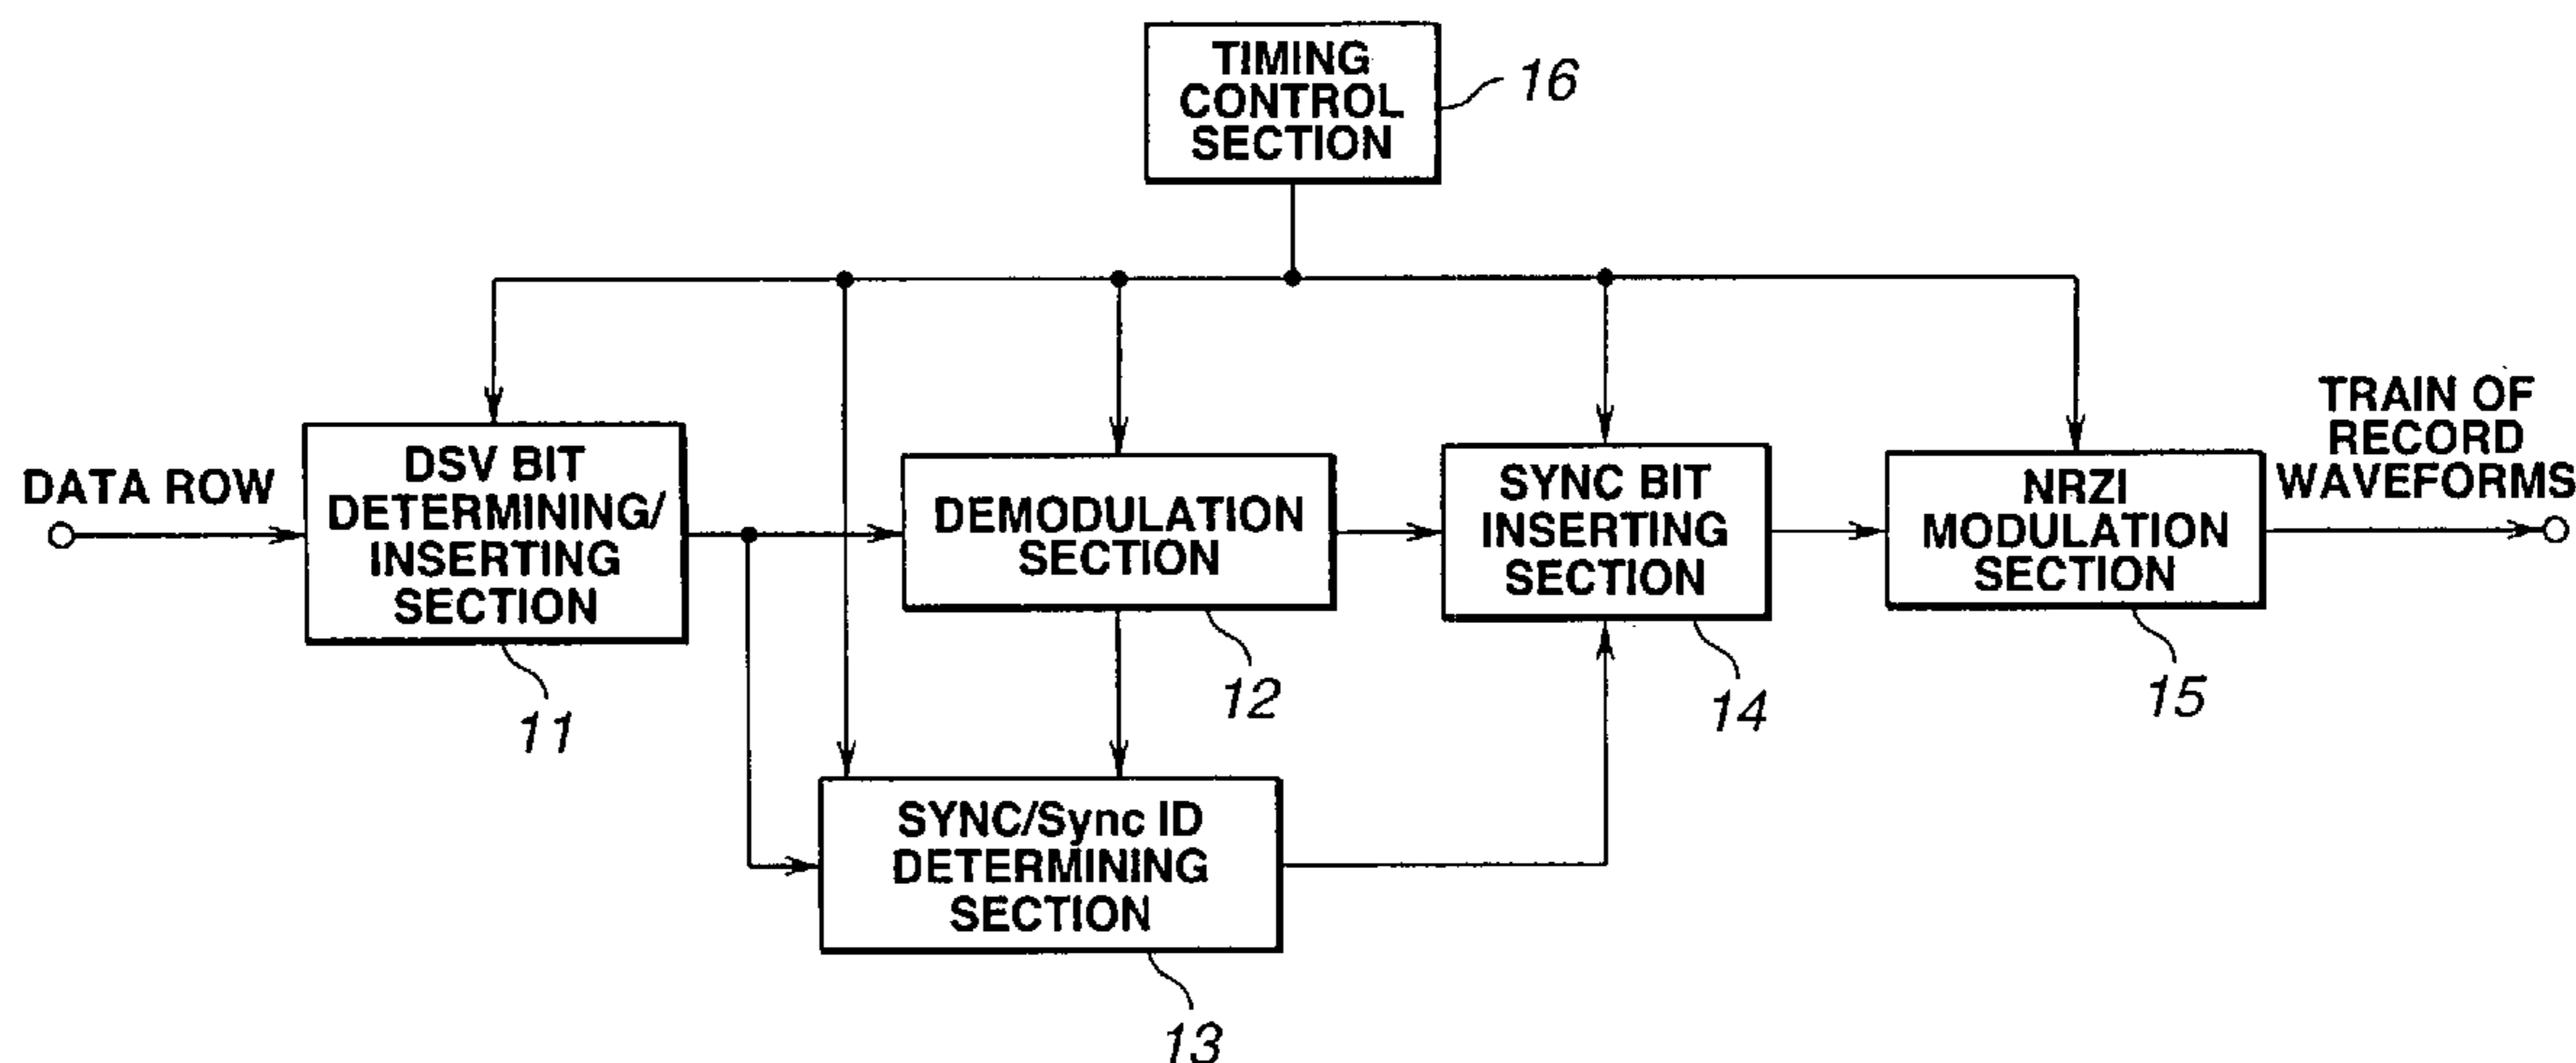 TIMING
CONTROL
SECTION
16
DATA ROW
DSV BIT
DETERMINING/
INSERTING
SECTION
11
DEMODULATION
SECTION
12
SYNC BIT
INSERTING
SECTION
14
NRZI
MODULATION
SECTION
15
TRAIN OF
RECORD
WAVEFORMS
SYNC/Sync ID
DETERMINING
SECTION
13